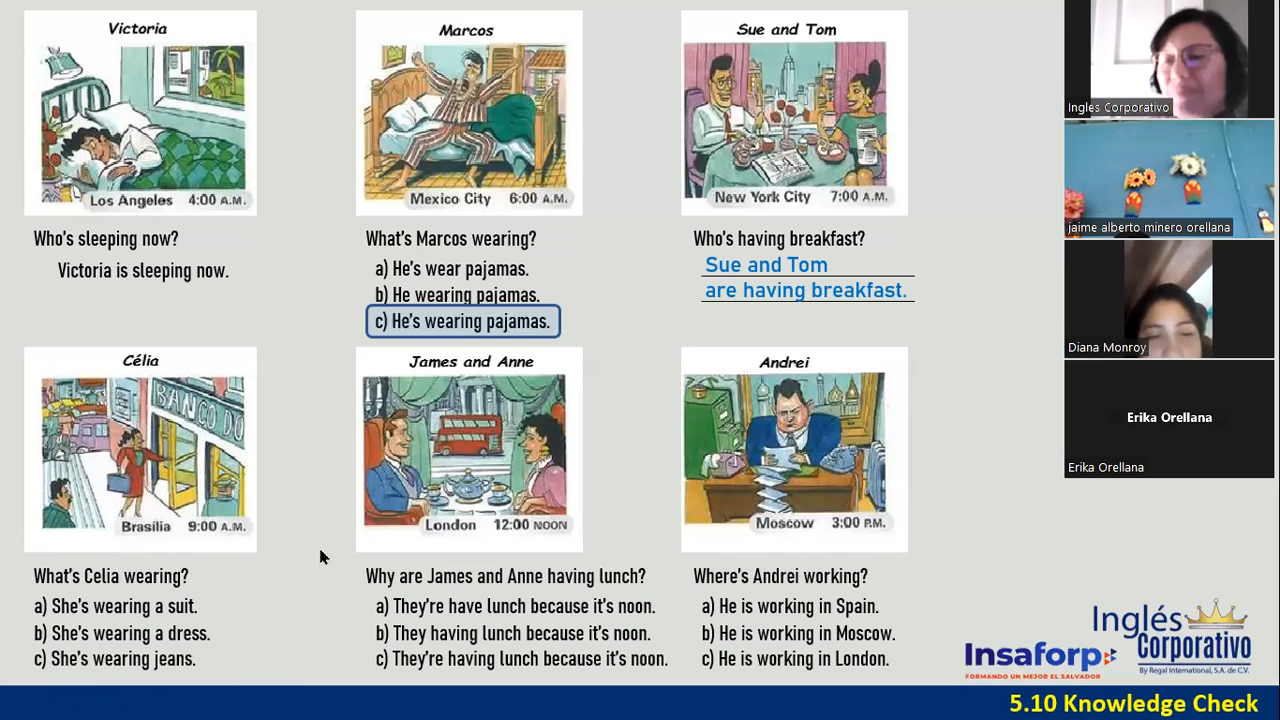 Victoria
Los Angeles 4:00 A.M.
Who's sleeping now?
Victoria is sleeping now.
Marcos
Mexico City 6:00 A.M.
What's Marcos wearing?
a) He's wear pajamas.
b) He wearing pajamas.
c) He's wearing pajamas.
Sue and Tom
New York City 7:00 A.M.
Who's having breakfast?
Sue and Tom
are having breakfast.
Célia
BANGO DO
Brasília 9:00 A.M.
What's Celia wearing?
a) She's wearing a suit.
b) She's wearing a dress.
c) She's wearing jeans.
James and Anne
London 12:00 NOON
Why are James and Anne having lunch?
a) They're have lunch because it's noon.
b) They having lunch because it's noon.
c) They're having lunch because it's noon.
Andrei
Moscow 3:00 P.M.
Where's Andrei working?
a) He is working in Spain.
b) He is working in Moscow.
c) He is working in London.
Ingles Corporativo
jaime alberto minero orellana
Diana Monroy
Erika Orellana
Erika Orellana
Insaforp
FORMANDO UN MEJOR EL SALVADOR
Inglés
Corporativo
By Regal International, S.A. de C.V.
5.10 Knowledge Check